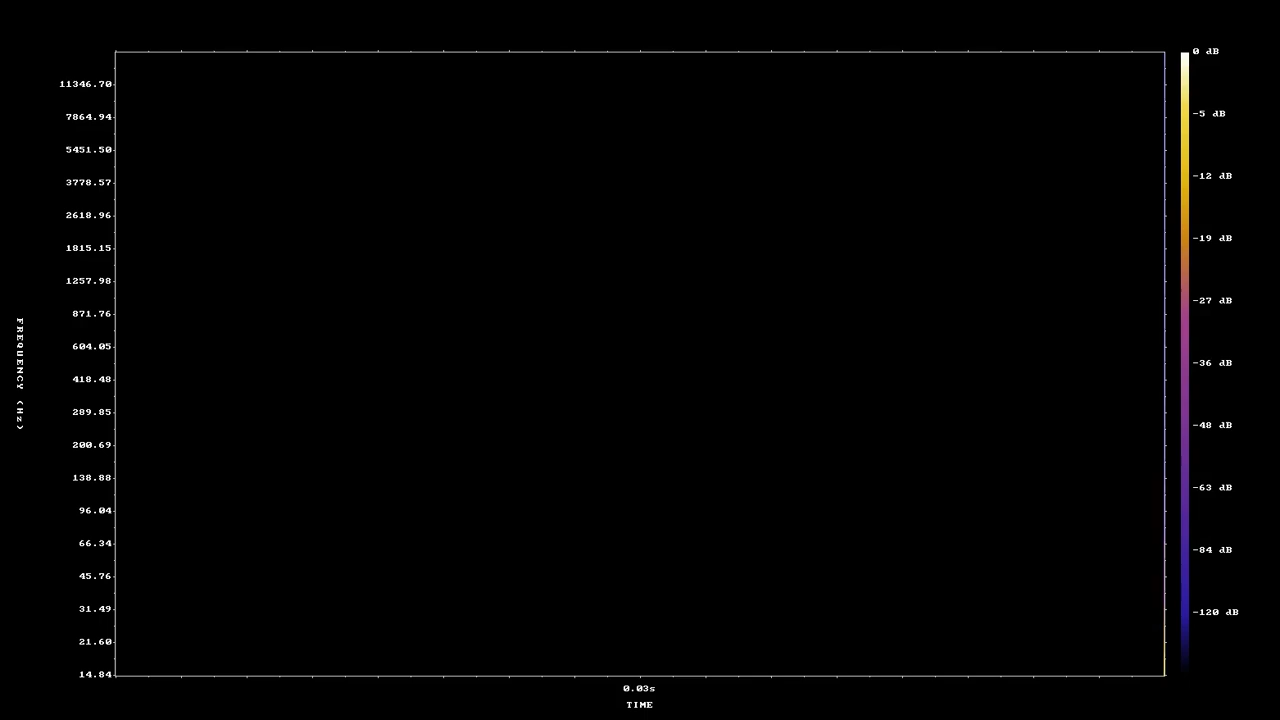 0 dB
11346.70
7864.94
-5 dB
5451.50
3778.57
-12 dB
2618.96
1815.15
-19 dB
1257.98
871.76
-27 dB
604.05
418.48
-36 dB
289.85
200.69
-48 dB
138.88
-63 dB
96.04
66.34
-84 dB
45.76
31.49
-120 dB
21.60
14.84
FREQUENCY (Hz)
0.03s
TIME